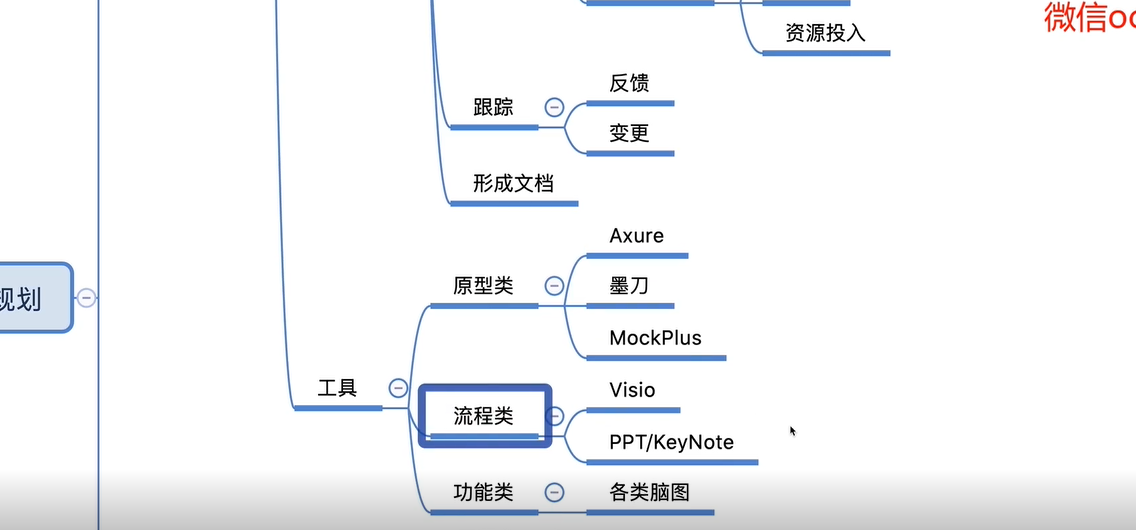 微信oc
资源投入
反馈
跟踪
变更
形成文档
Axure
原型类
墨刀
规划
MockPlus
工具
Visio
流程类
PPT/KeyNote
功能类
各类脑图